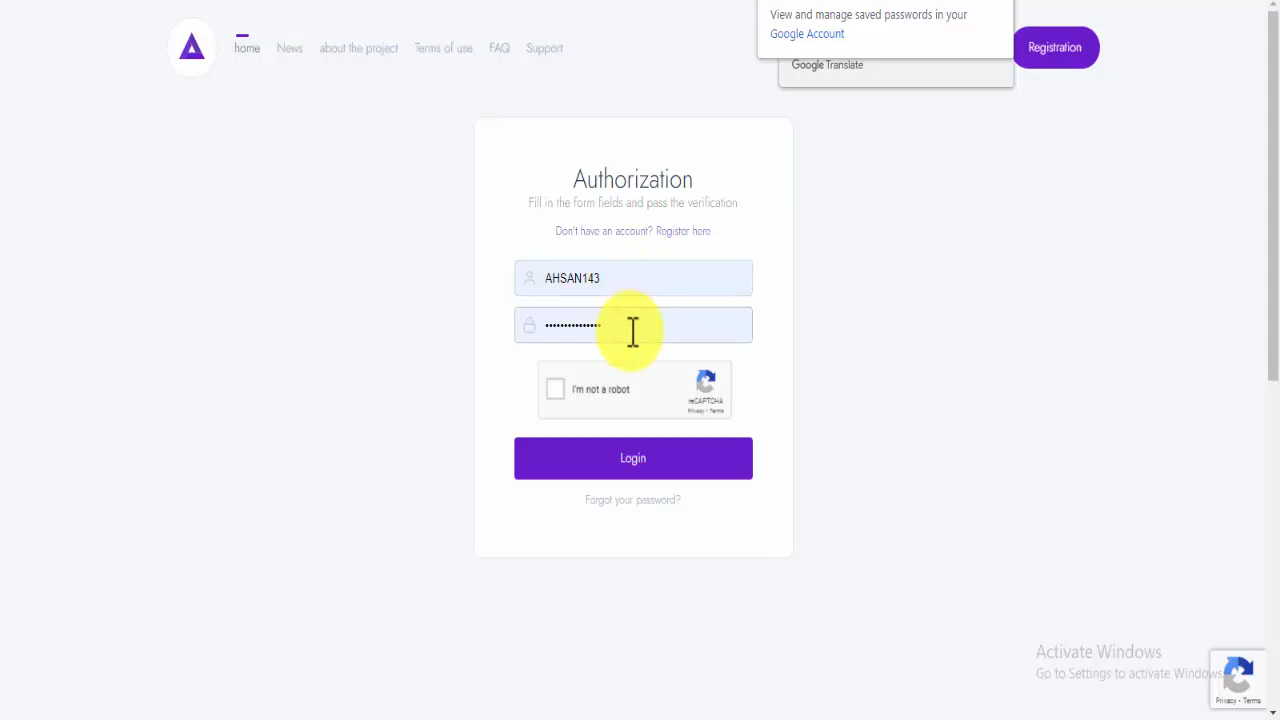 View and manage saved passwords in your
Google Account
Google Translate
home News about the project Terms of use FAQ Support
Registration
Authorization
Fill in the form fields and pass the verification
Don't have an account? Register here
AHSAN143
••••••••••••••
I'm not a robot
reCAPTCHA
Privacy - Terms
Login
Forgot your password?
Activate Windows
Go to Settings to activate Windows.
Privacy - Terms